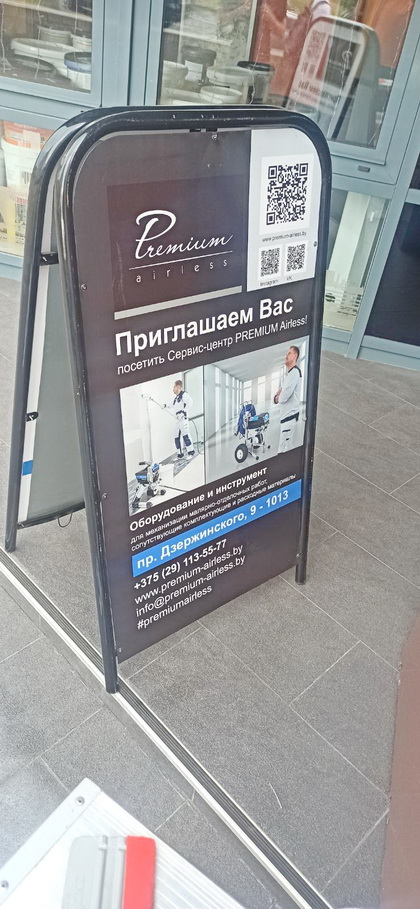 Premium
airless
www.premium-airless.by
Instagram
VK
Приглашаем Вас
посетить Сервис-центр PREMIUM Airless!
Оборудование и инструмент
для механизации малярно-отделочных работ,
сопутствующие комплектующие и расходные материалы
пр. Дзержинского, 9 - 1013
+375 (29) 113-55-77
www.premium-airless.by
info@premium-airless.by
#premiumairless